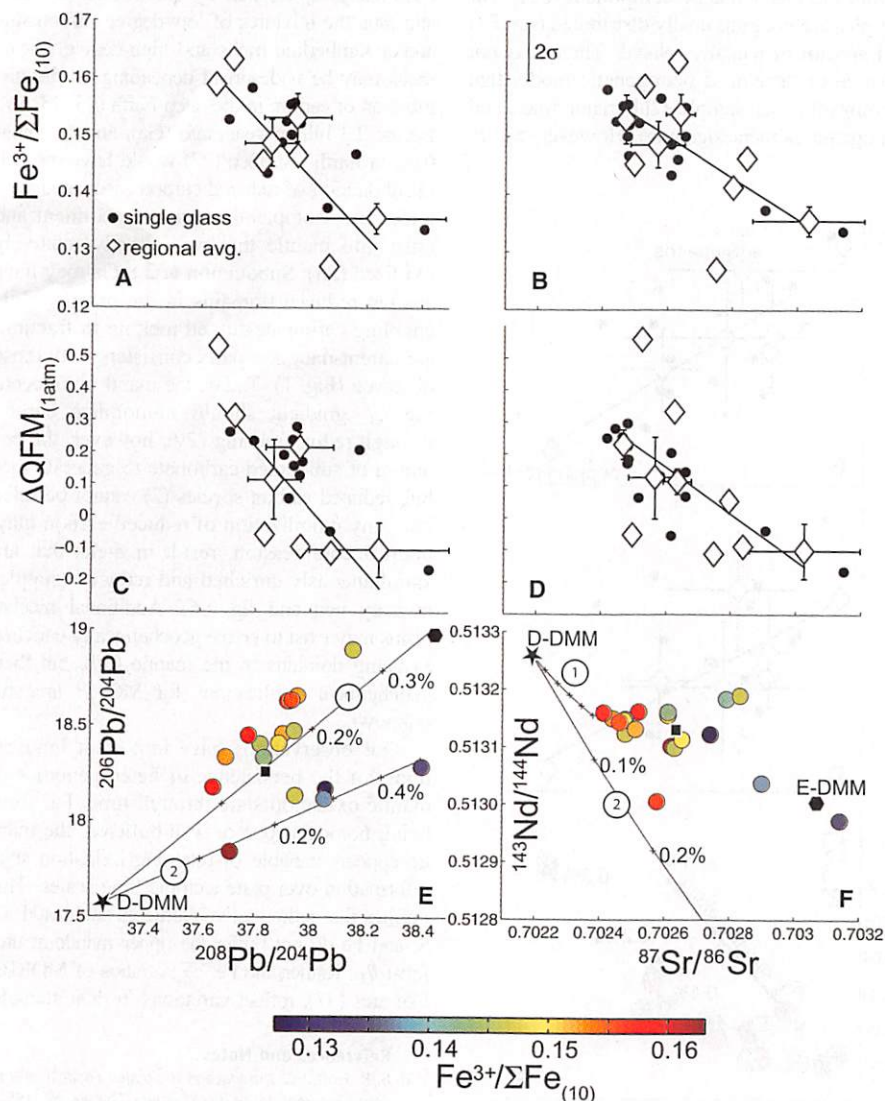 Fe3+/ΣFe(10)
0.17
0.16
0.15
0.14
0.13
0.12
single glass
regional avg.
A
2σ
B
ΔQFM(1atm)
0.5
0.4
0.3
0.2
0.1
0
-0.1
-0.2
C
D
206Pb/204Pb
19
18.5
18
17.5
D-DMM
1
2
0.3%
0.2%
0.4%
0.2%
E
37.4
37.6
37.8
38
38.2
38.4
208Pb/204Pb
143Nd/144Nd
0.5133
0.5132
0.5131
0.5130
0.5129
0.5128
D-DMM
1
0.1%
2
0.2%
E-DMM
F
0.7022
0.7024
0.7026
0.7028
0.703
0.7032
87Sr/86Sr
0.13
0.14
0.15
0.16
Fe3+/ΣFe(10)